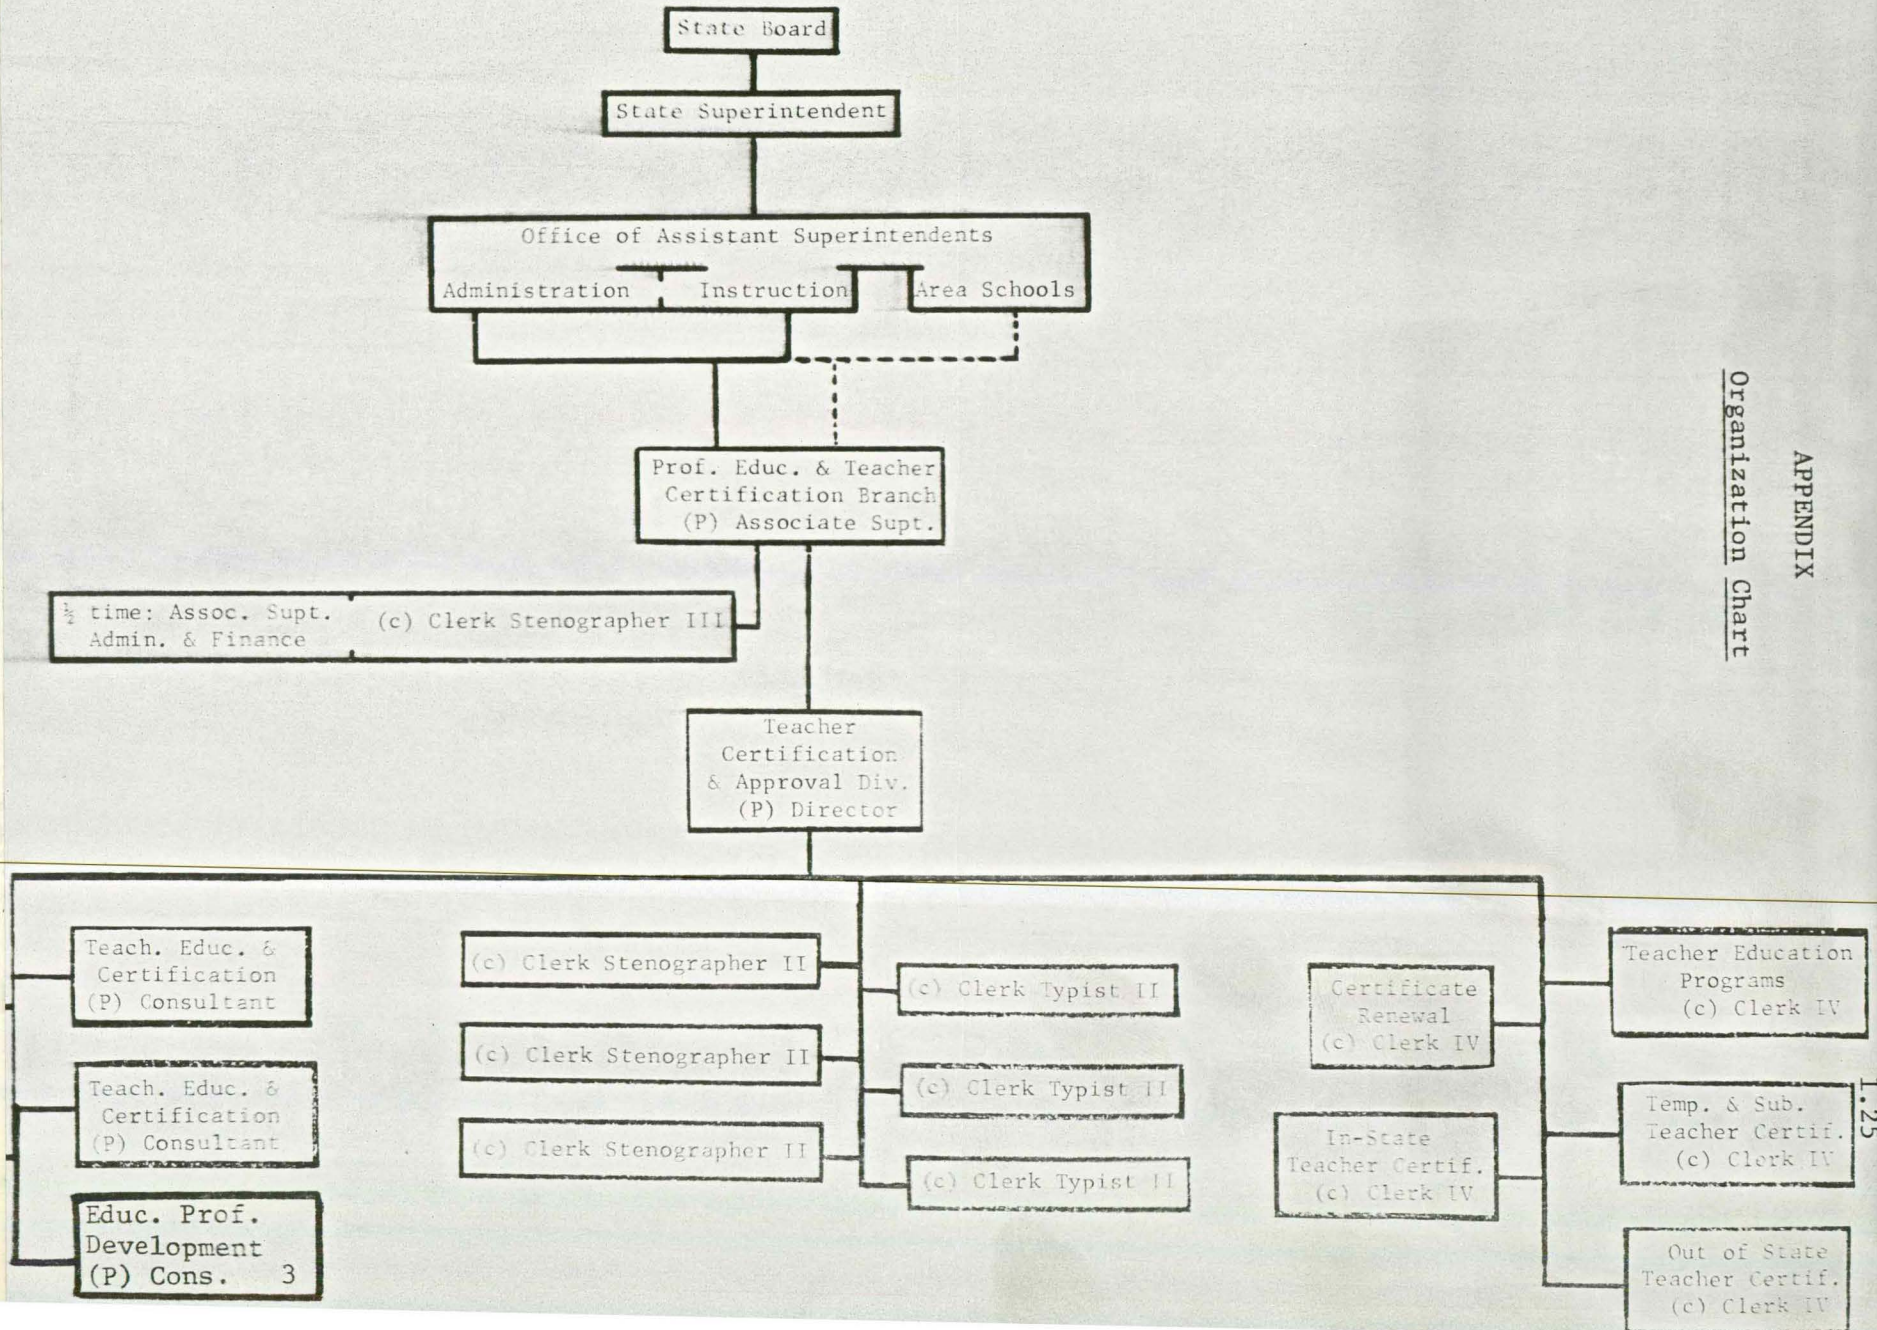 APPENDIX
Organization Chart
State Board
State Superintendent
Office of Assistant Superintendents
Administration
Instruction
Area Schools
Prof. Educ. & Teacher
Certification Branch
(P) Associate Supt.
½ time: Assoc. Supt.
Admin. & Finance
(c) Clerk Stenographer III
Teacher
Certification
& Approval Div.
(P) Director
Teach. Educ. &
Certification
(P) Consultant
Teach. Educ. &
Certification
(P) Consultant
Educ. Prof.
Development
(P) Cons. 3
(c) Clerk Stenographer II
(c) Clerk Stenographer II
(c) Clerk Stenographer II
(c) Clerk Typist II
(c) Clerk Typist II
(c) Clerk Typist II
Certificate
Renewal
(c) Clerk IV
In-State
Teacher Certif.
(c) Clerk IV
Teacher Education
Programs
(c) Clerk IV
Temp. & Sub.
Teacher Certif.
(c) Clerk IV
Out of State
Teacher Certif.
(c) Clerk IV
1.25